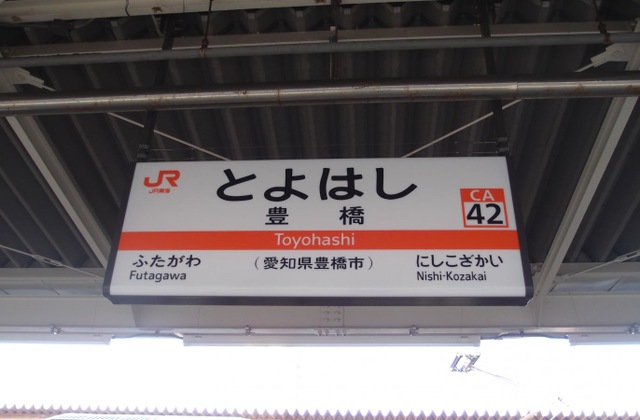 JR
JR東海
とよはし
豊橋
CA
42
Toyohashi
ふたがわ
Futagawa
(愛知県豊橋市)
にしこざかい
Nishi-Kozakai